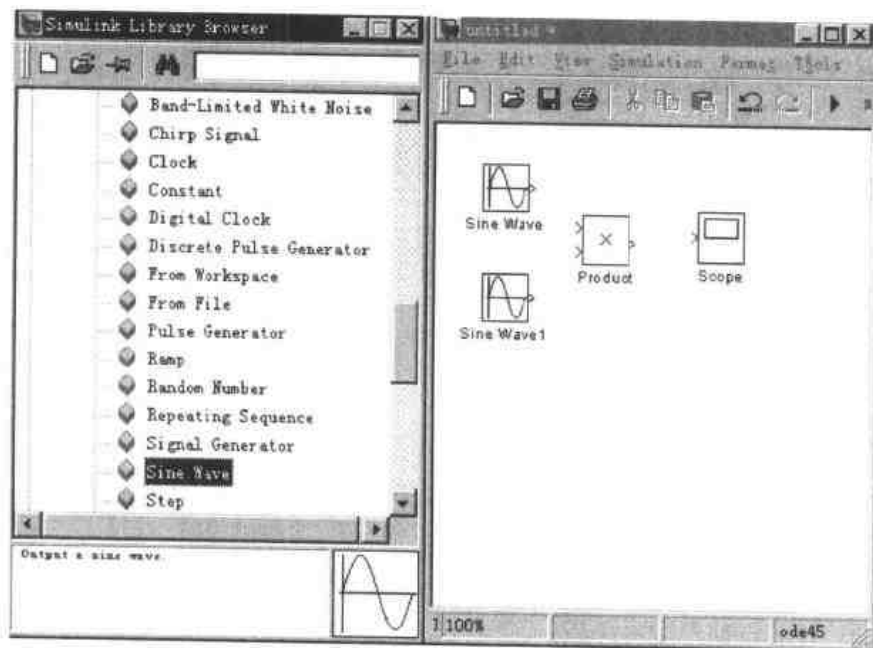 Simulink Library Browser
Band-Limited White Noise
Chirp Signal
Clock
Constant
Digital Clock
Discrete Pulse Generator
From Workspace
From File
Pulse Generator
Ramp
Random Number
Repeating Sequence
Signal Generator
Sine Wave
Step
Output a sine wave.
untitled *
File Edit View Simulation Format Tools
Sine Wave
Product
Scope
Sine Wave1
100%
ode45